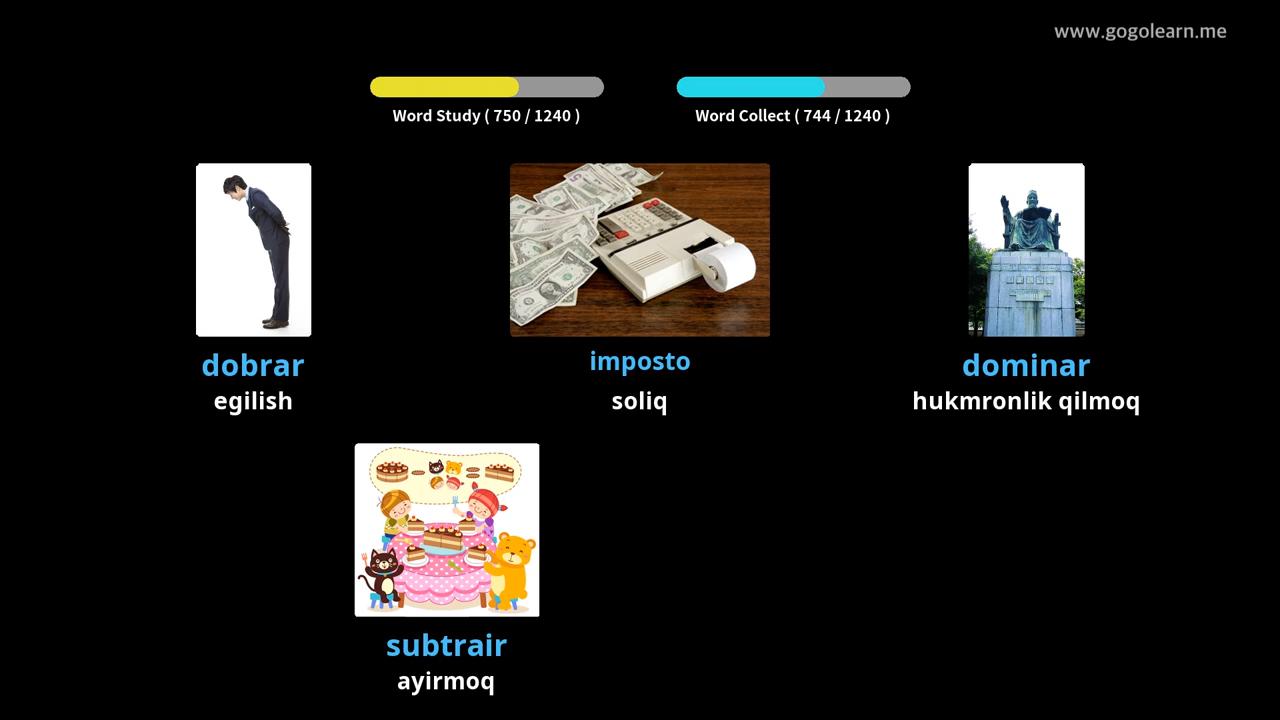 www.gogolearn.me
Word Study ( 750 / 1240 )
Word Collect ( 744 / 1240 )
dobrar
imposto
dominar
egilish
soliq
hukmronlik qilmoq
subtrair
ayirmoq